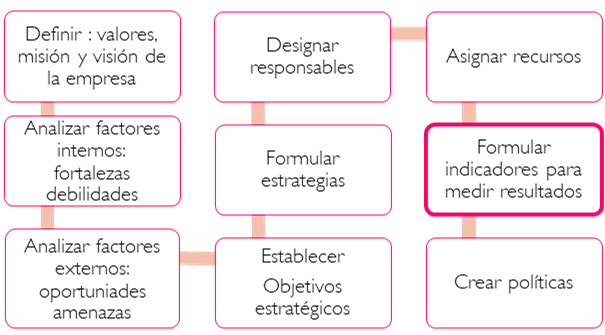 Definir : valores,
misión y visión de
la empresa
Analizar factores
internos:
fortalezas
debilidades
Analizar factores
externos:
oportuniades
amenazas
Establecer
Objetivos
estratégicos
Formular
estrategias
Designar
responsables
Asignar recursos
Formular
indicadores para
medir resultados
Crear políticas